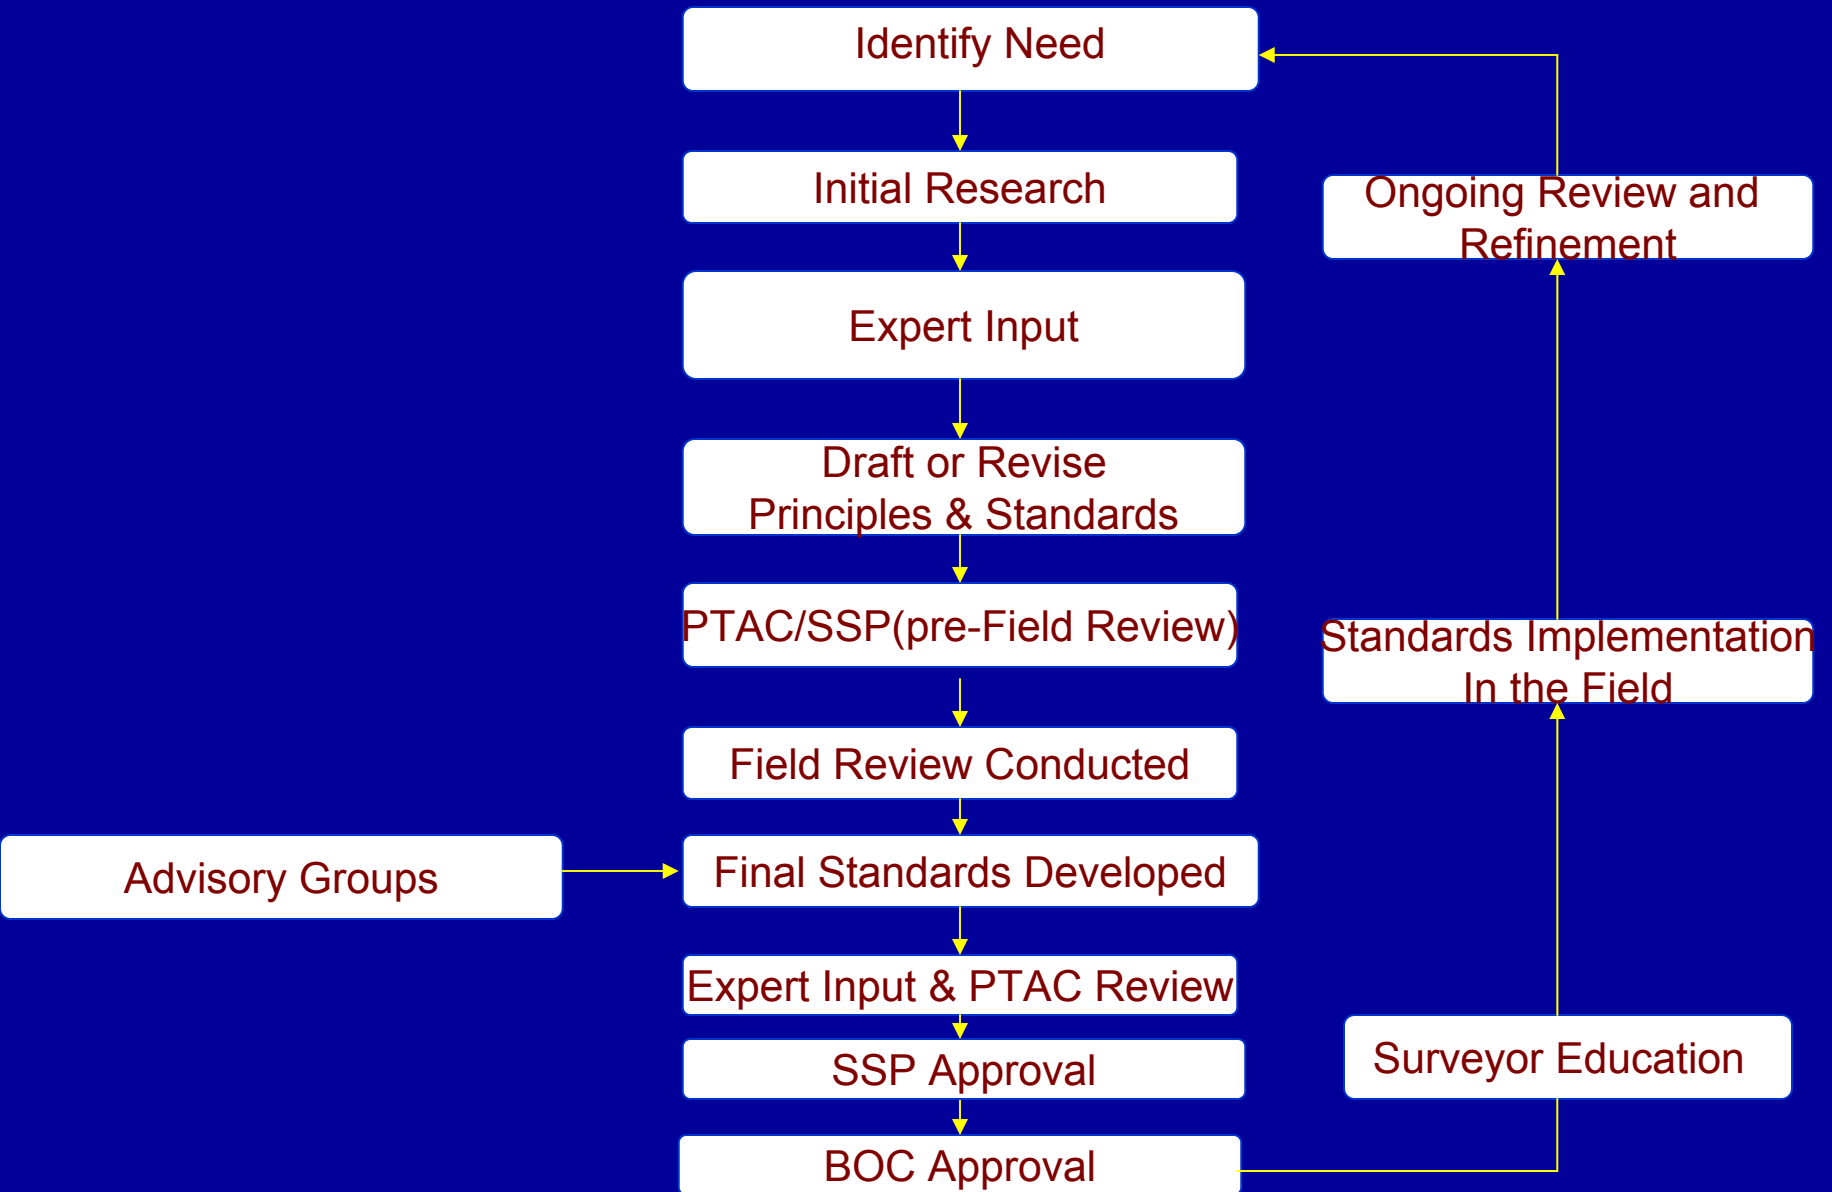 Identify Need
Initial Research
Expert Input
Draft or Revise
Principles & Standards
PTAC/SSP(pre-Field Review)
Field Review Conducted
Advisory Groups
Final Standards Developed
Expert Input & PTAC Review
SSP Approval
BOC Approval
Surveyor Education
Standards Implementation
In the Field
Ongoing Review and
Refinement